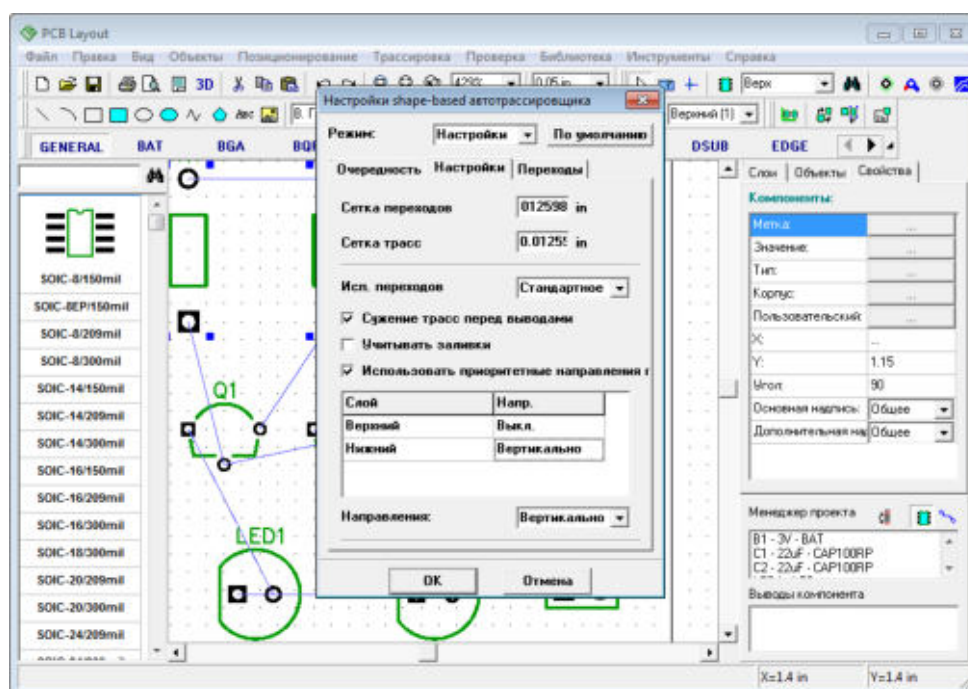 PCB Layout
Файл Правка Вид Объекты Позиционирование Трассировка Проверка Библиотека Инструменты Справка
3D 429% 0.05 in Верх
Настройки shape-based автотрассировщика
Abc Верхний (1)
GENERAL BAT BGA DSUB EDGE
Режим: Настройки По умолчанию
Очередность Настройки Переходы
Сетка переходов 012598 in
Сетка трасс in
Исп. переходов Стандартное
Сужение трасс перед выводами
Учитывать заливки
Использовать приоритетные направления
Слой Напр.
Верхний Выкл.
Нижний Вертикально
Направления: Вертикально
OK Отмена
SOIC-8/150mil
SOIC-8EP/150mil
SOIC-8/209mil
SOIC-8/300mil
SOIC-14/150mil
SOIC-14/209mil
SOIC-14/300mil
SOIC-16/150mil
SOIC-16/209mil
SOIC-16/300mil
SOIC-18/300mil
SOIC-20/209mil
SOIC-20/300mil
SOIC-24/209mil
Q1
LED1
Слои Объекты Свойства
Компоненты:
Метка: ...
Значение: ...
Тип: ...
Корпус: ...
Пользовательский: ...
X: ...
Y: 1.15
Угол: 90
Основная надпись: Общее
Дополнительная на Общее
Менеджер проекта
B1 - 3V - BAT
C1 - 22uF - CAP100RP
C2 - 22uF - CAP100RP
Выводы компонента
X=1.4 in Y=1.4 in